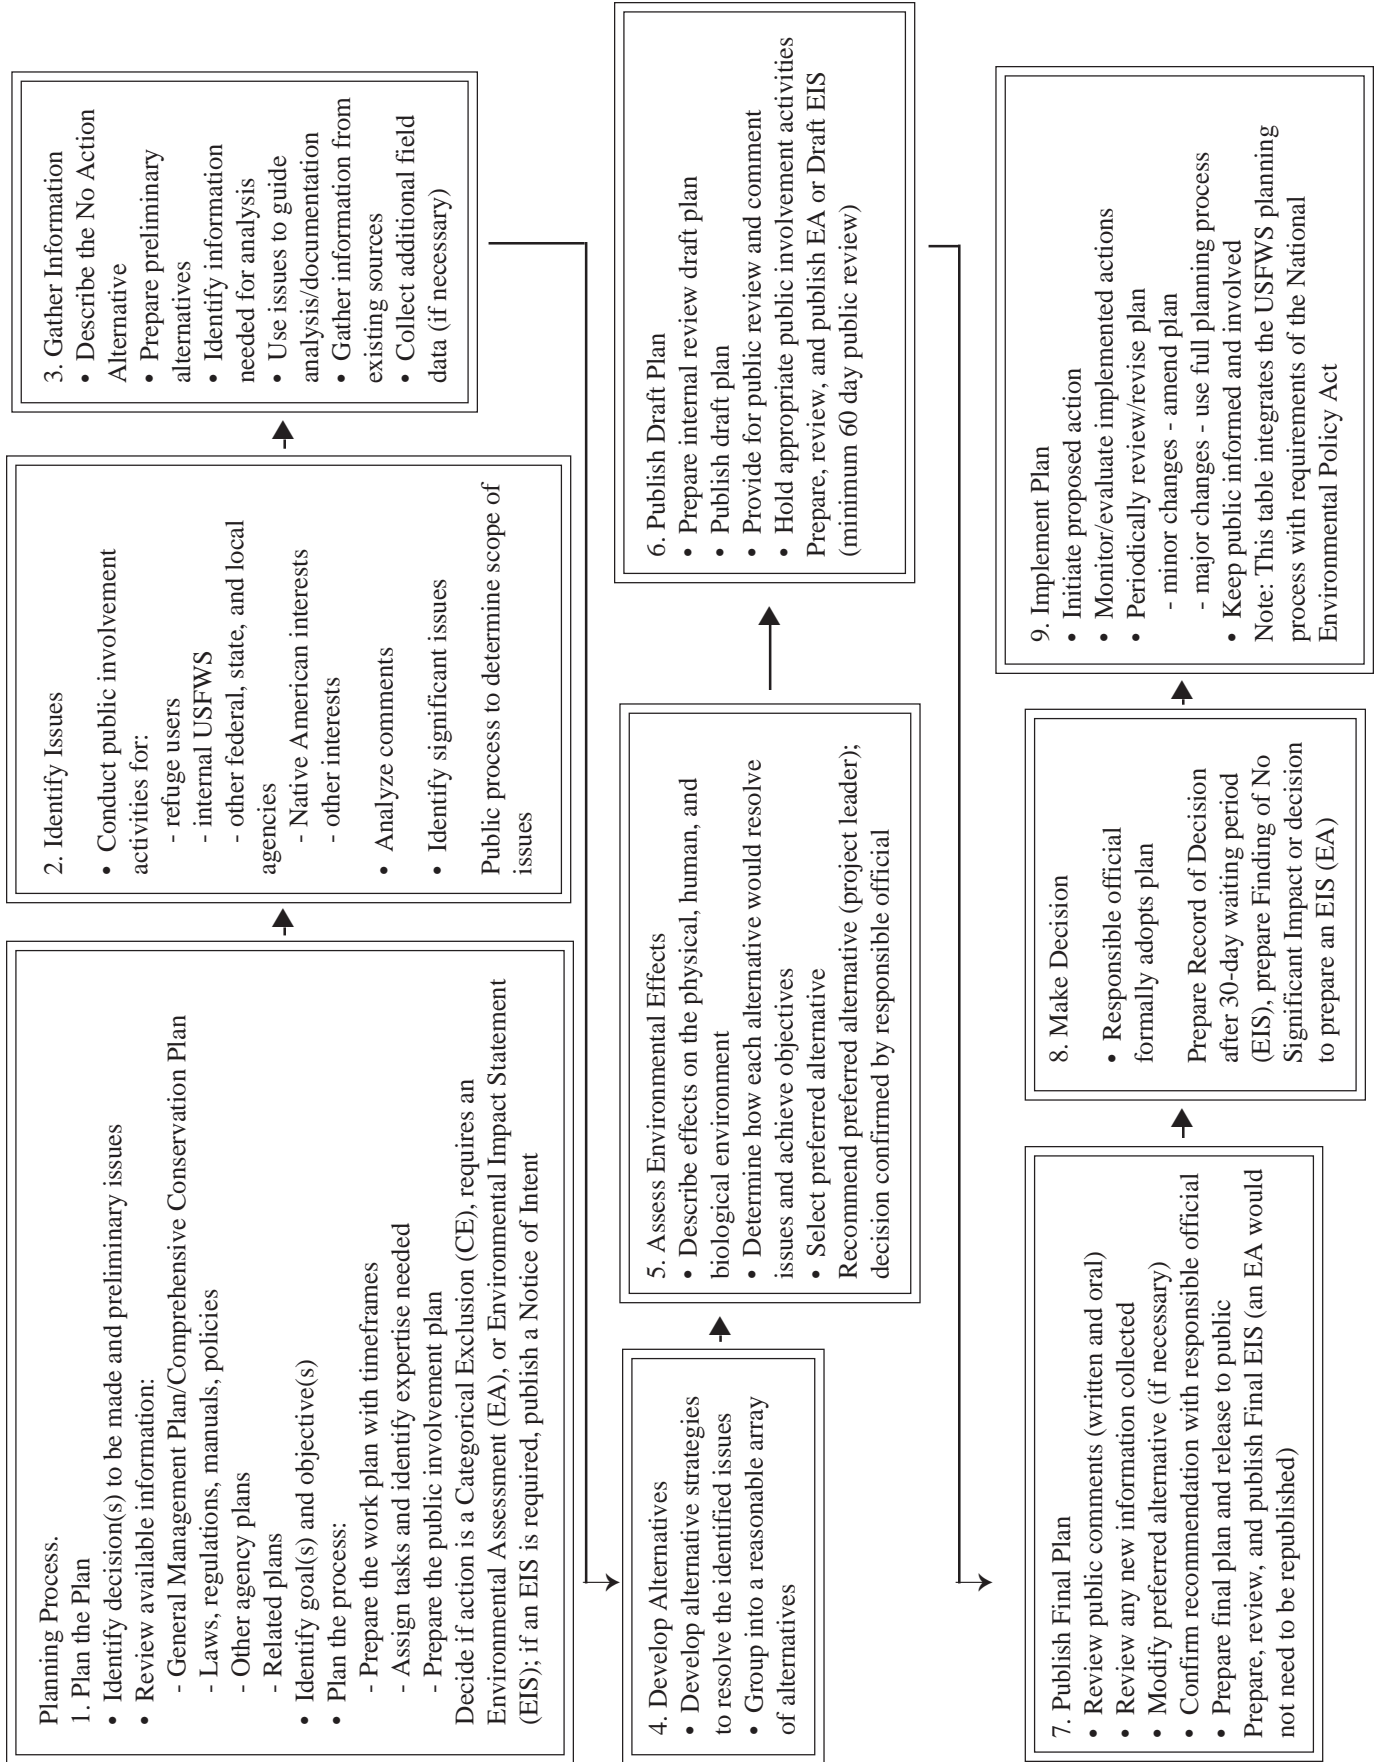 Planning Process.
1. Plan the Plan
• Identify decision(s) to be made and preliminary issues
• Review available information:
- General Management Plan/Comprehensive Conservation Plan
- Laws, regulations, manuals, policies
- Other agency plans
- Related plans
• Identify goal(s) and objective(s)
• Plan the process:
- Prepare the work plan with timeframes
- Assign tasks and identify expertise needed
- Prepare the public involvement plan
Decide if action is a Categorical Exclusion (CE), requires an
Environmental Assessment (EA), or Environmental Impact Statement
(EIS); if an EIS is required, publish a Notice of Intent
2. Identify Issues
• Conduct public involvement
activities for:
- refuge users
- internal USFWS
- other federal, state, and local
agencies
- Native American interests
- other interests
• Analyze comments
• Identify significant issues
Public process to determine scope of
issues
3. Gather Information
• Describe the No Action
Alternative
• Prepare preliminary
alternatives
• Identify information
needed for analysis
• Use issues to guide
analysis/documentation
• Gather information from
existing sources
• Collect additional field
data (if necessary)
4. Develop Alternatives
• Develop alternative strategies
to resolve the identified issues
• Group into a reasonable array
of alternatives
5. Assess Environmental Effects
• Describe effects on the physical, human, and
biological environment
• Determine how each alternative would resolve
issues and achieve objectives
• Select preferred alternative
Recommend preferred alternative (project leader);
decision confirmed by responsible official
6. Publish Draft Plan
• Prepare internal review draft plan
• Publish draft plan
• Provide for public review and comment
• Hold appropriate public involvement activities
Prepare, review, and publish EA or Draft EIS
(minimum 60 day public review)
7. Publish Final Plan
• Review public comments (written and oral)
• Review any new information collected
• Modify preferred alternative (if necessary)
• Confirm recommendation with responsible official
• Prepare final plan and release to public
Prepare, review, and publish Final EIS (an EA would
not need to be republished)
8. Make Decision
• Responsible official
formally adopts plan
Prepare Record of Decision
after 30-day waiting period
(EIS), prepare Finding of No
Significant Impact or decision
to prepare an EIS (EA)
9. Implement Plan
• Initiate proposed action
• Monitor/evaluate implemented actions
• Periodically review/revise plan
- minor changes - amend plan
- major changes - use full planning process
• Keep public informed and involved
Note: This table integrates the USFWS planning
process with requirements of the National
Environmental Policy Act